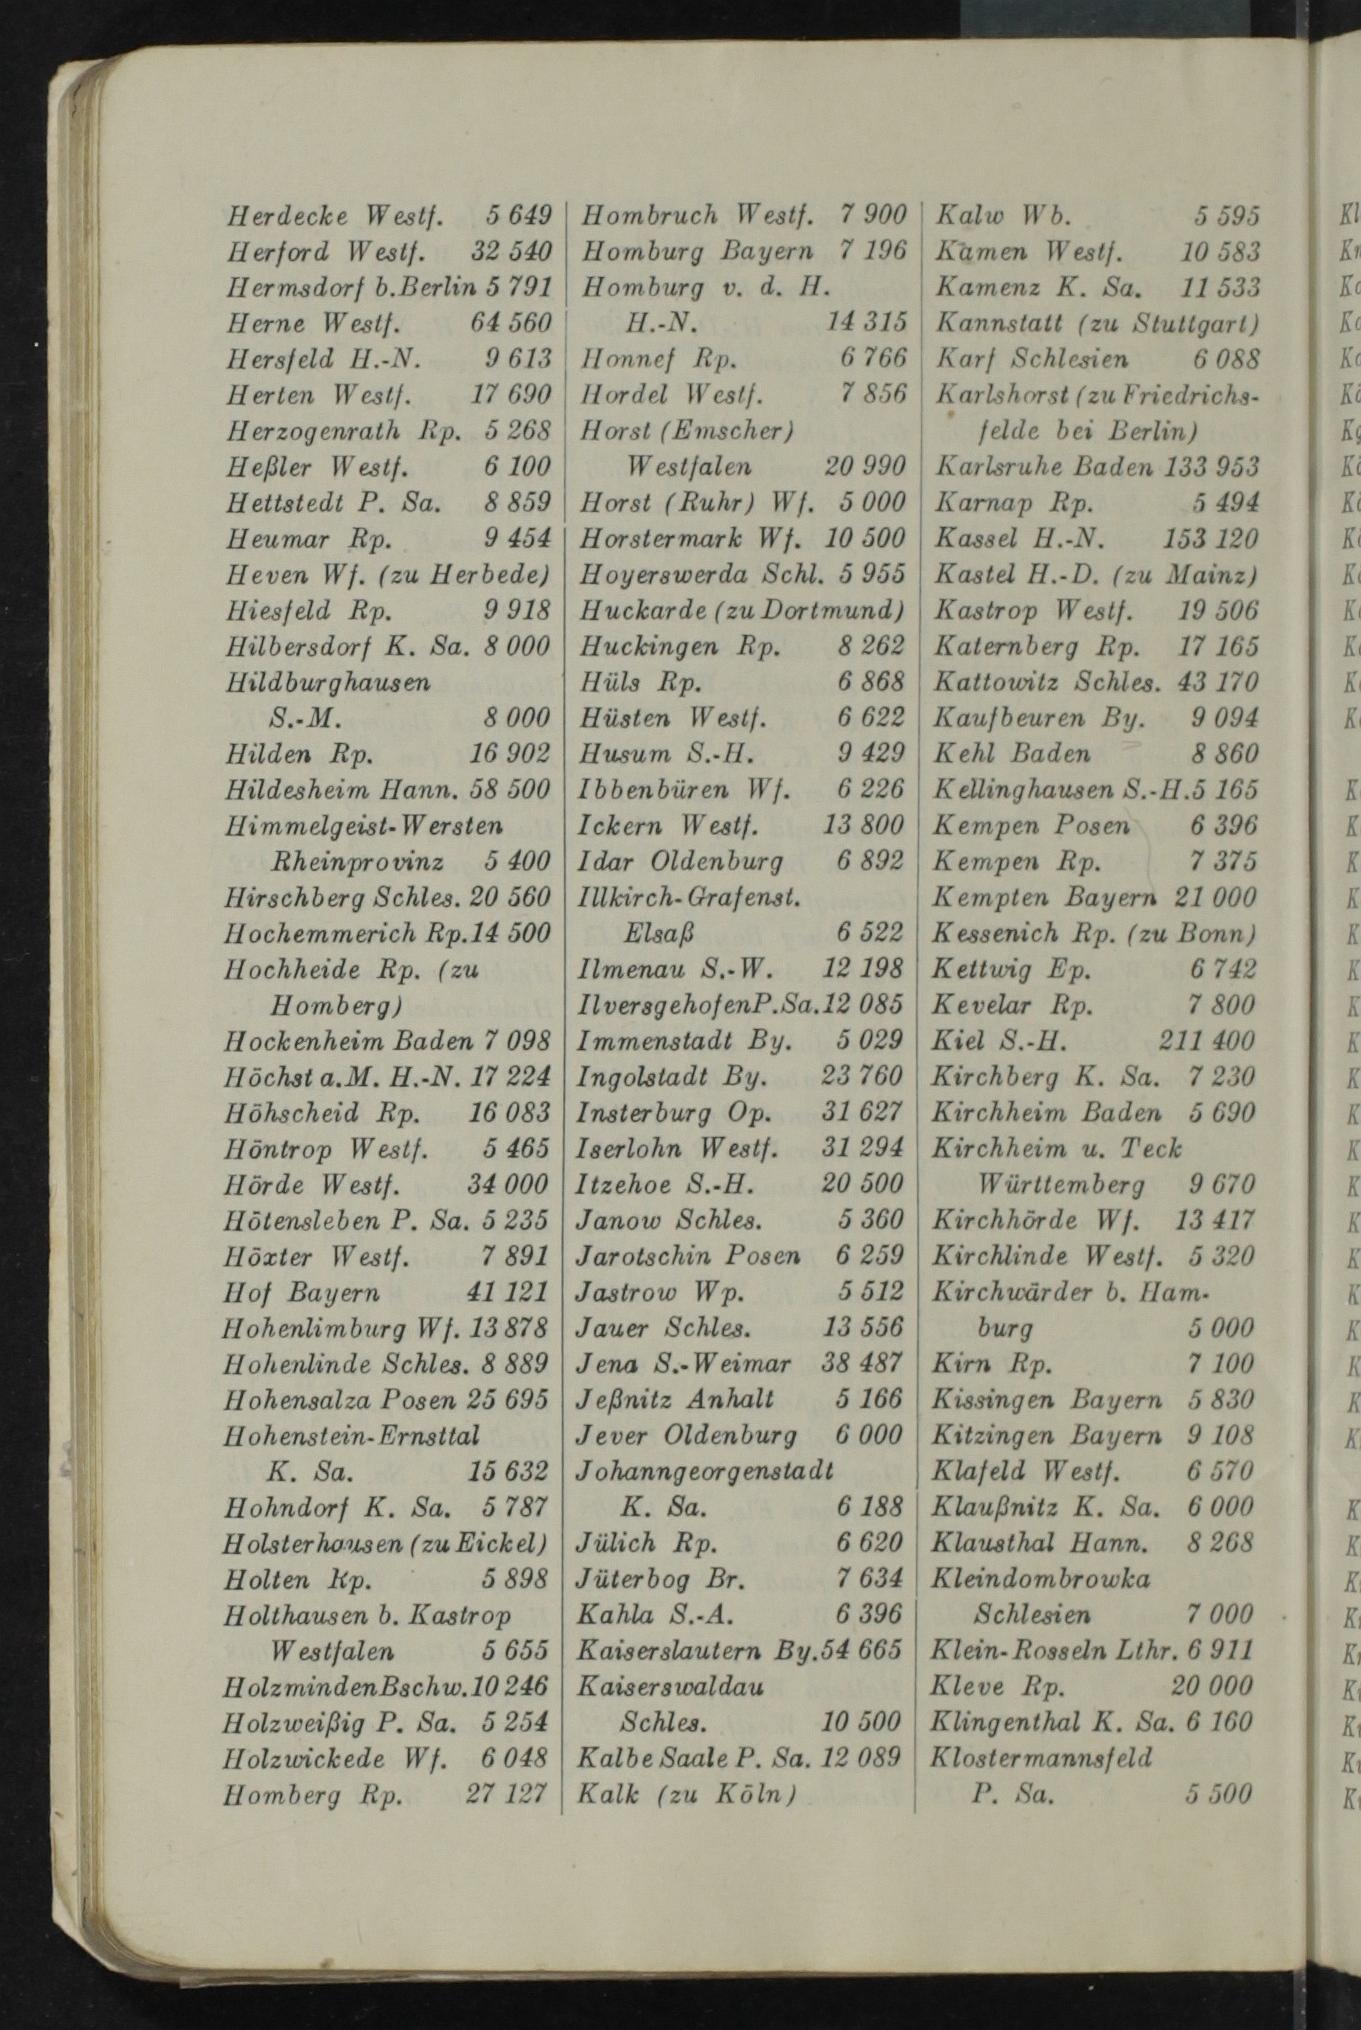 Herdecke Westf. 5 649
Herford Westf. 32 540
Hermsdorf b.Berlin 5 791
Herne Westf. 64 560
Hersfeld H.-N. 9 613
Herten Westf. 17 690
Herzogenrath Rp. 5 268
Heßler Westf. 6 100
Hettstedt P. Sa. 8 859
Heumar Rp. 9 454
Heven Wf. (zu Herbede)
Hiesfeld Rp. 9 918
Hilbersdorf K. Sa. 8 000
Hildburghausen
S.-M. 8 000
Hilden Rp. 16 902
Hildesheim Hann. 58 500
Himmelgeist-Wersten
Rheinprovinz 5 400
Hirschberg Schles. 20 560
Hochemmerich Rp. 14 500
Hochheide Rp. (zu
Homberg)
Hockenheim Baden 7 098
Höchst a.M. H.-N. 17 224
Höhscheid Rp. 16 083
Höntrop Westf. 5 465
Hörde Westf. 34 000
Hötensleben P. Sa. 5 235
Höxter Westf. 7 891
Hof Bayern 41 121
Hohenlimburg Wf. 13 878
Hohenlinde Schles. 8 889
Hohensalza Posen 25 695
Hohenstein-Ernsttal
K. Sa. 15 632
Hohndorf K. Sa. 5 787
Holsterhausen (zu Eickel)
Holten Rp. 5 898
Holthausen b. Kastrop
Westfalen 5 655
Holzminden Bschw. 10 246
Holzweißig P. Sa. 5 254
Holzwickede Wf. 6 048
Homberg Rp. 27 127
Hombruch Westf. 7 900
Homburg Bayern 7 196
Homburg v. d. H.
H.-N. 14 315
Honnef Rp. 6 766
Hordel Westf. 7 856
Horst (Emscher)
Westfalen 20 990
Horst (Ruhr) Wf. 5 000
Horstermark Wf. 10 500
Hoyerswerda Schl. 5 955
Huckarde (zu Dortmund)
Huckingen Rp. 8 262
Hüls Rp. 6 868
Hüsten Westf. 6 622
Husum S.-H. 9 429
Ibbenbüren Wf. 6 226
Ickern Westf. 13 800
Idar Oldenburg 6 892
Illkirch-Grafenst.
Elsaß 6 522
Ilmenau S.-W. 12 198
Ilversgehofen P.Sa. 12 085
Immenstadt By. 5 029
Ingolstadt By. 23 760
Insterburg Op. 31 627
Iserlohn Westf. 31 294
Itzehoe S.-H. 20 500
Janow Schles. 5 360
Jarotschin Posen 6 259
Jastrow Wp. 5 512
Jauer Schles. 13 556
Jena S.-Weimar 38 487
Jeßnitz Anhalt 5 166
Jever Oldenburg 6 000
Johanngeorgenstadt
K. Sa. 6 188
Jülich Rp. 6 620
Jüterbog Br. 7 634
Kahla S.-A. 6 396
Kaiserslautern By. 54 665
Kaiserswaldau
Schles. 10 500
Kalbe Saale P. Sa. 12 089
Kalk (zu Köln)
Kalw Wb. 5 595
Kamen Westf. 10 583
Kamenz K. Sa. 11 533
Kannstatt (zu Stuttgart)
Karf Schlesien 6 088
Karlshorst (zu Friedrichs-
felde bei Berlin)
Karlsruhe Baden 133 953
Karnap Rp. 5 494
Kassel H.-N. 153 120
Kastel H.-D. (zu Mainz)
Kastrop Westf. 19 506
Katernberg Rp. 17 165
Kattowitz Schles. 43 170
Kaufbeuren By. 9 094
Kehl Baden 8 860
Kellinghausen S.-H. 5 165
Kempen Posen 6 396
Kempen Rp. 7 375
Kempten Bayern 21 000
Kessenich Rp. (zu Bonn)
Kettwig Ep. 6 742
Kevelar Rp. 7 800
Kiel S.-H. 211 400
Kirchberg K. Sa. 7 230
Kirchheim Baden 5 690
Kirchheim u. Teck
Württemberg 9 670
Kirchhörde Wf. 13 417
Kirchlinde Westf. 5 320
Kirchwärder b. Ham-
burg 5 000
Kirn Rp. 7 100
Kissingen Bayern 5 830
Kitzingen Bayern 9 108
Klafeld Westf. 6 570
Klaußnitz K. Sa. 6 000
Klausthal Hann. 8 268
Kleindombrowka
Schlesien 7 000
Klein-Rosseln Lthr. 6 911
Kleve Rp. 20 000
Klingenthal K. Sa. 6 160
Klostermannsfeld
P. Sa. 5 500